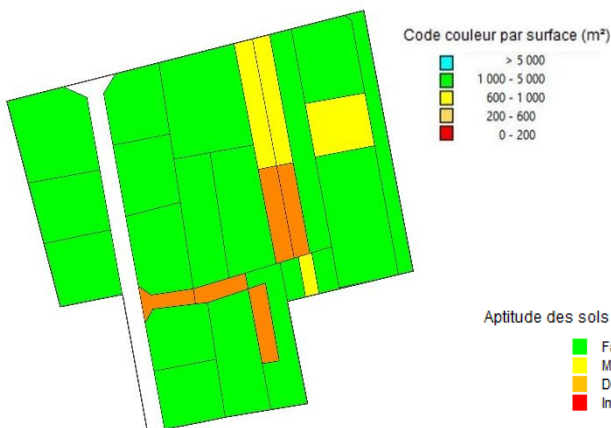 Code couleur par surface (m²)
> 5 000
1 000 - 5 000
600 - 1 000
200 - 600
0 - 200
Aptitude des sols